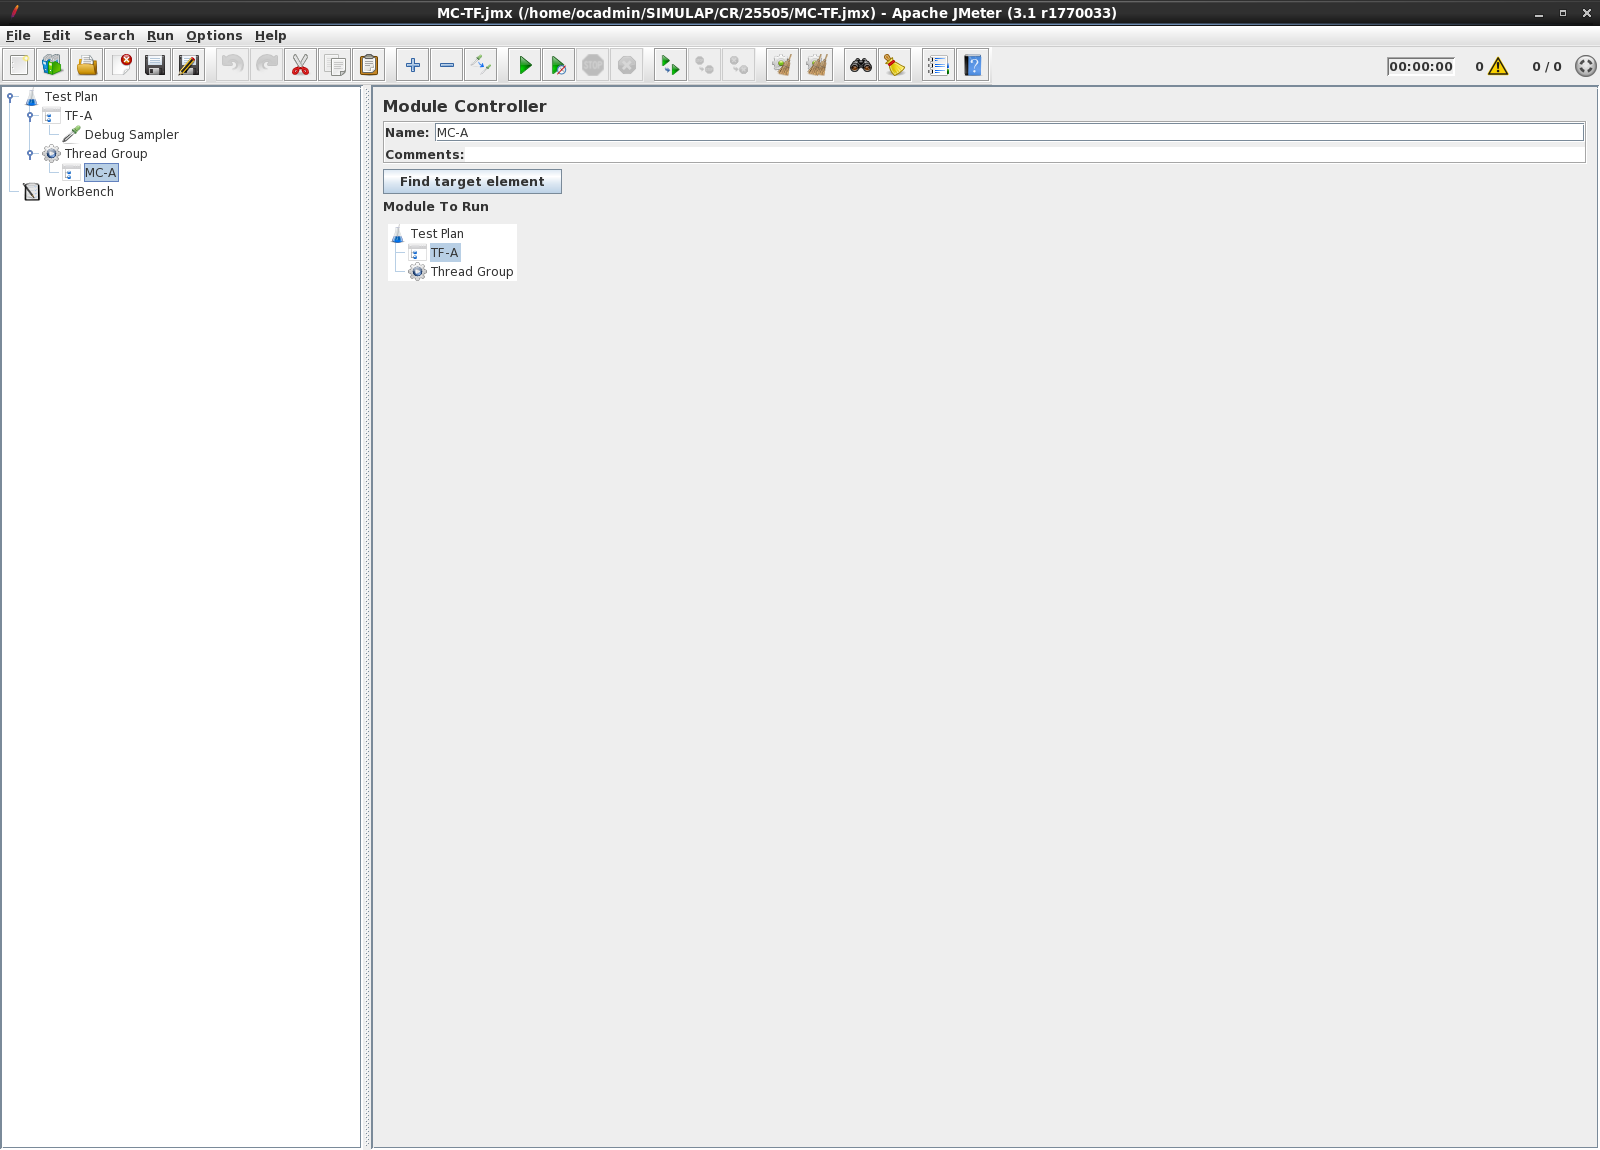 MC-TF.jmx (/home/ocadmin/SIMULAP/CR/25505/MC-TF.jmx) - Apache JMeter (3.1 r1770033)
File Edit Search Run Options Help
STOP
00:00:00 0 0 / 0
Test Plan
TF-A
Debug Sampler
Thread Group
MC-A
WorkBench
Module Controller
Name: MC-A
Comments:
Find target element
Module To Run
Test Plan
TF-A
Thread Group